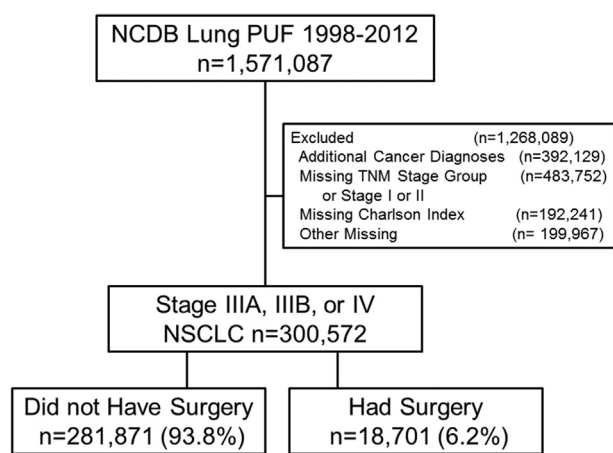 NCDB Lung PUF 1998-2012
n=1,571,087
Excluded (n=1,268,089)
Additional Cancer Diagnoses (n=392,129)
Missing TNM Stage Group (n=483,752)
or Stage I or II
Missing Charlson Index (n=192,241)
Other Missing (n= 199,967)
Stage IIIA, IIIB, or IV
NSCLC n=300,572
Did not Have Surgery
n=281,871 (93.8%)
Had Surgery
n=18,701 (6.2%)